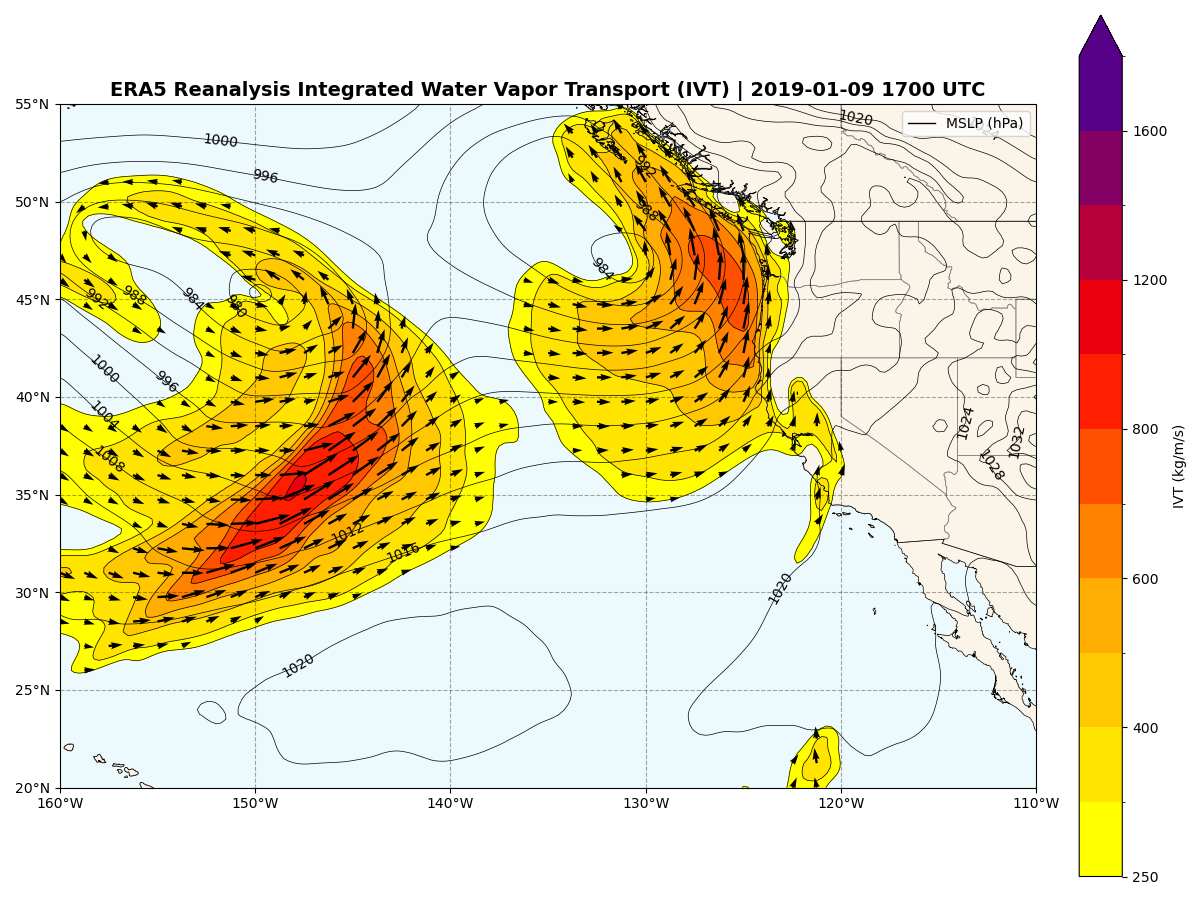 ERA5 Reanalysis Integrated Water Vapor Transport (IVT) | 2019-01-09 1700 UTC
MSLP (hPa)
55°N
50°N
45°N
40°N
35°N
30°N
25°N
20°N
160°W
150°W
140°W
130°W
120°W
110°W
1000
996
1020
992
988
984
992
988
984
980
1000
996
1004
1008
1012
1016
1020
1020
1024
1028
1032
1600
1200
800
600
400
250
IVT (kg/m/s)